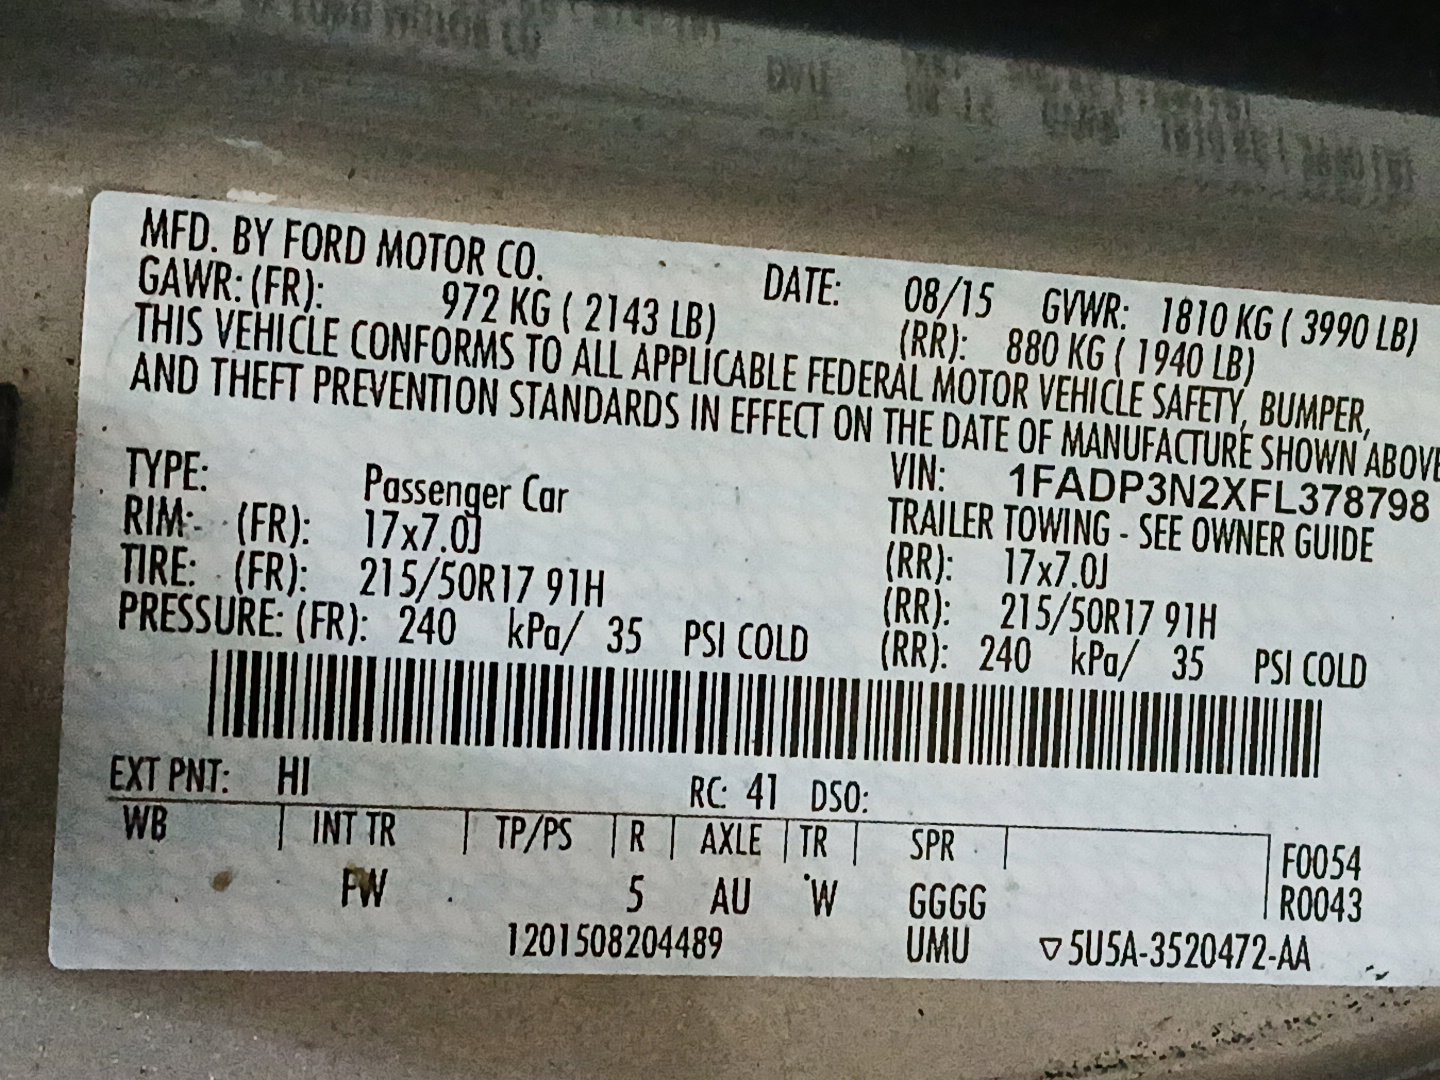 MFD. BY FORD MOTOR CO. DATE: 08/15 GVWR: 1810 KG ( 3990 LB)
GAWR: (FR): 972 KG ( 2143 LB) (RR): 880 KG ( 1940 LB)
THIS VEHICLE CONFORMS TO ALL APPLICABLE FEDERAL MOTOR VEHICLE SAFETY, BUMPER,
AND THEFT PREVENTION STANDARDS IN EFFECT ON THE DATE OF MANUFACTURE SHOWN ABOVE
VIN: 1FADP3N2XFL378798
TYPE: Passenger Car TRAILER TOWING - SEE OWNER GUIDE
RIM: (FR): 17x7.0J (RR): 17x7.0J
TIRE: (FR): 215/50R17 91H (RR): 215/50R17 91H
PRESSURE: (FR): 240 kPa/ 35 PSI COLD (RR): 240 kPa/ 35 PSI COLD
EXT PNT: HI RC: 41 DSO:
WB INT TR TP/PS R AXLE TR SPR F0054
FW 5 AU W GGGG R0043
1201508204489 UMU ▽5U5A-3520472-AA